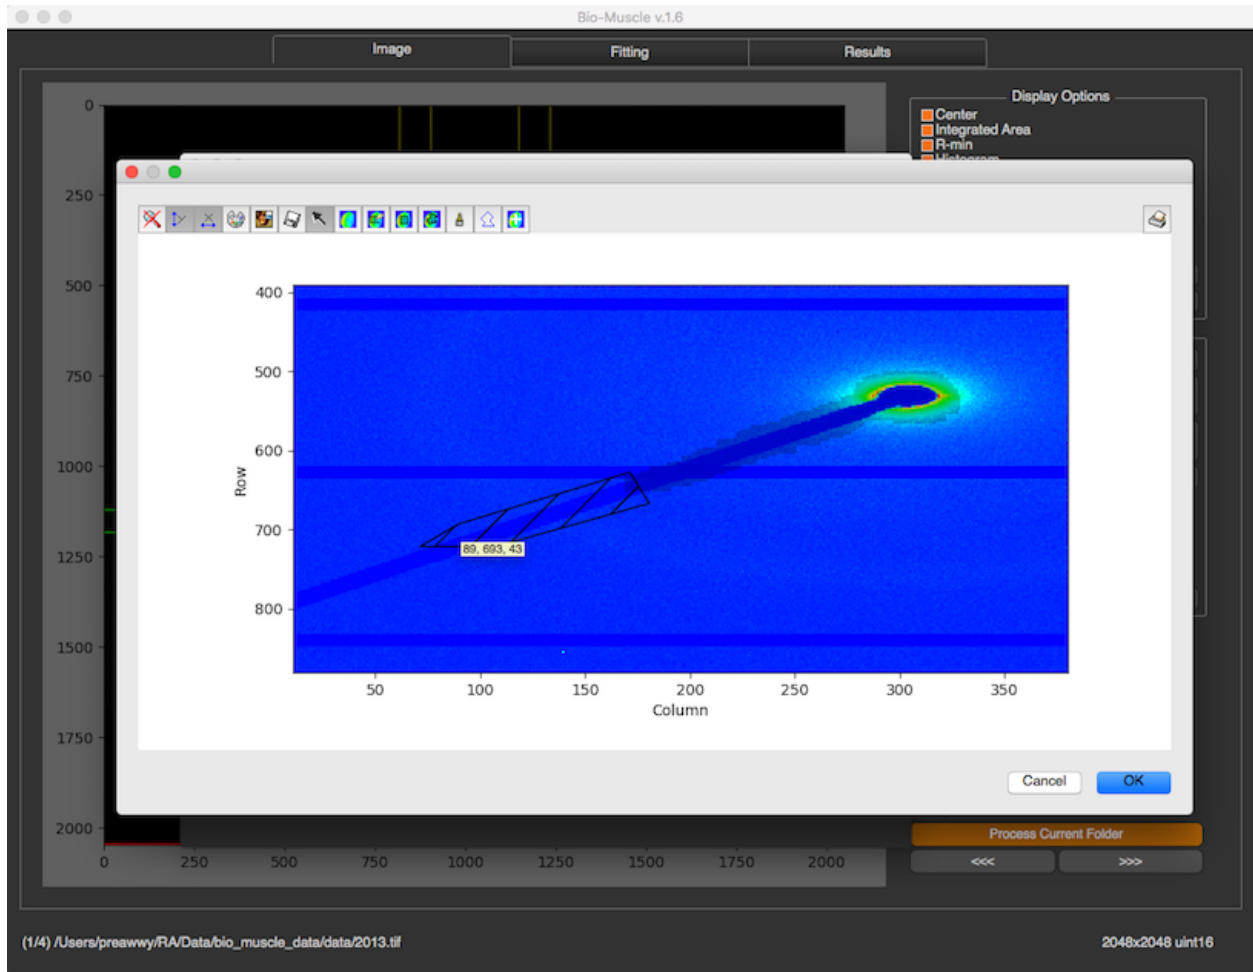 Bio-Muscle v.1.6
Image
Fitting
Results
Display Options
Center
Integrated Area
R-min
Histogram
0
250
500
750
1000
1250
1500
1750
2000
0
250
500
750
1000
1250
1500
1750
2000
400
500
600
700
800
Row
89, 693, 43
50
100
150
200
250
300
350
Column
Cancel
OK
Process Current Folder
<<<
>>>
(1/4) /Users/preawwy/RA/Data/bio_muscle_data/data/2013.tif
2048x2048 uint16